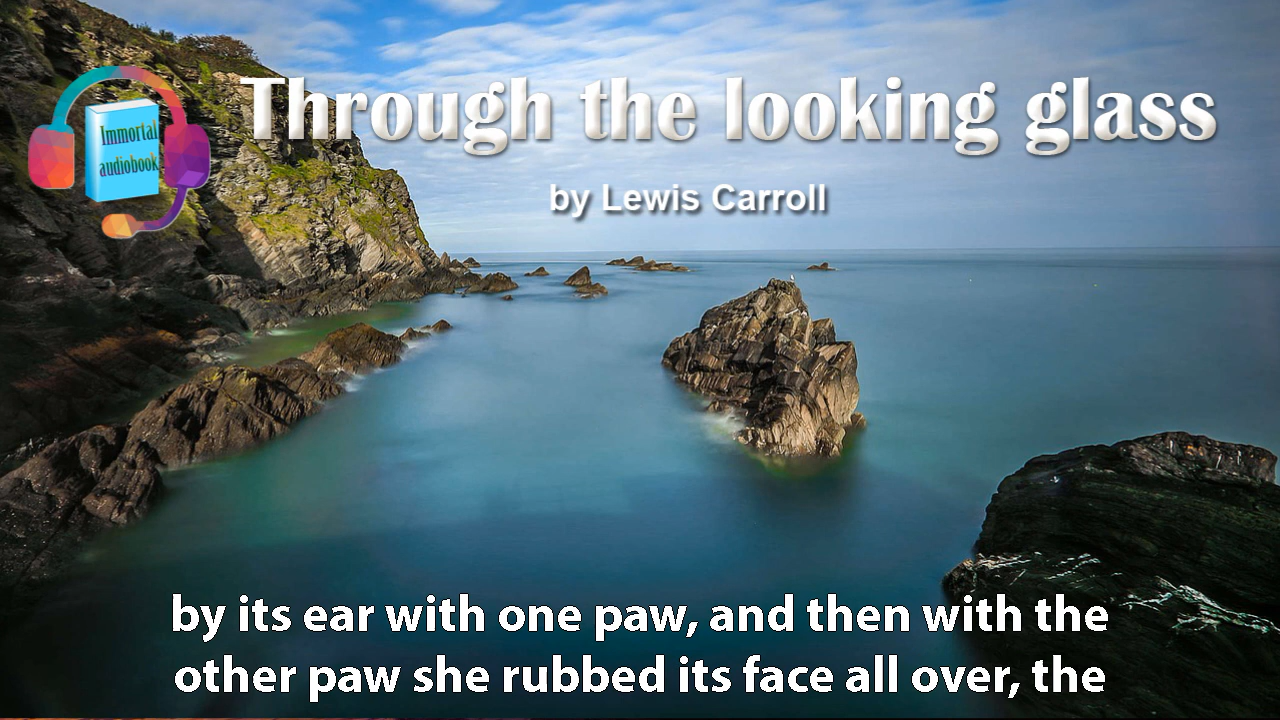 Through the looking glass
Immortal
audiobook
by Lewis Carroll
by its ear with one paw, and then with the
other paw she rubbed its face all over, the